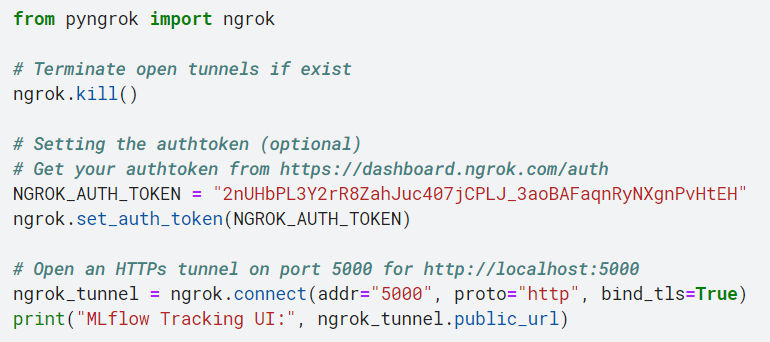 from pyngrok import ngrok
# Terminate open tunnels if exist
ngrok.kill()
# Setting the authtoken (optional)
# Get your authtoken from https://dashboard.ngrok.com/auth
NGROK_AUTH_TOKEN = "2nUHbPL3Y2rR8ZahJuc407jCPLJ_3aoBAFaqnRyNXgnPvHtEH"
ngrok.set_auth_token(NGROK_AUTH_TOKEN)
# Open an HTTPs tunnel on port 5000 for http://localhost:5000
ngrok_tunnel = ngrok.connect(addr="5000", proto="http", bind_tls=True)
print("MLflow Tracking UI:", ngrok_tunnel.public_url)